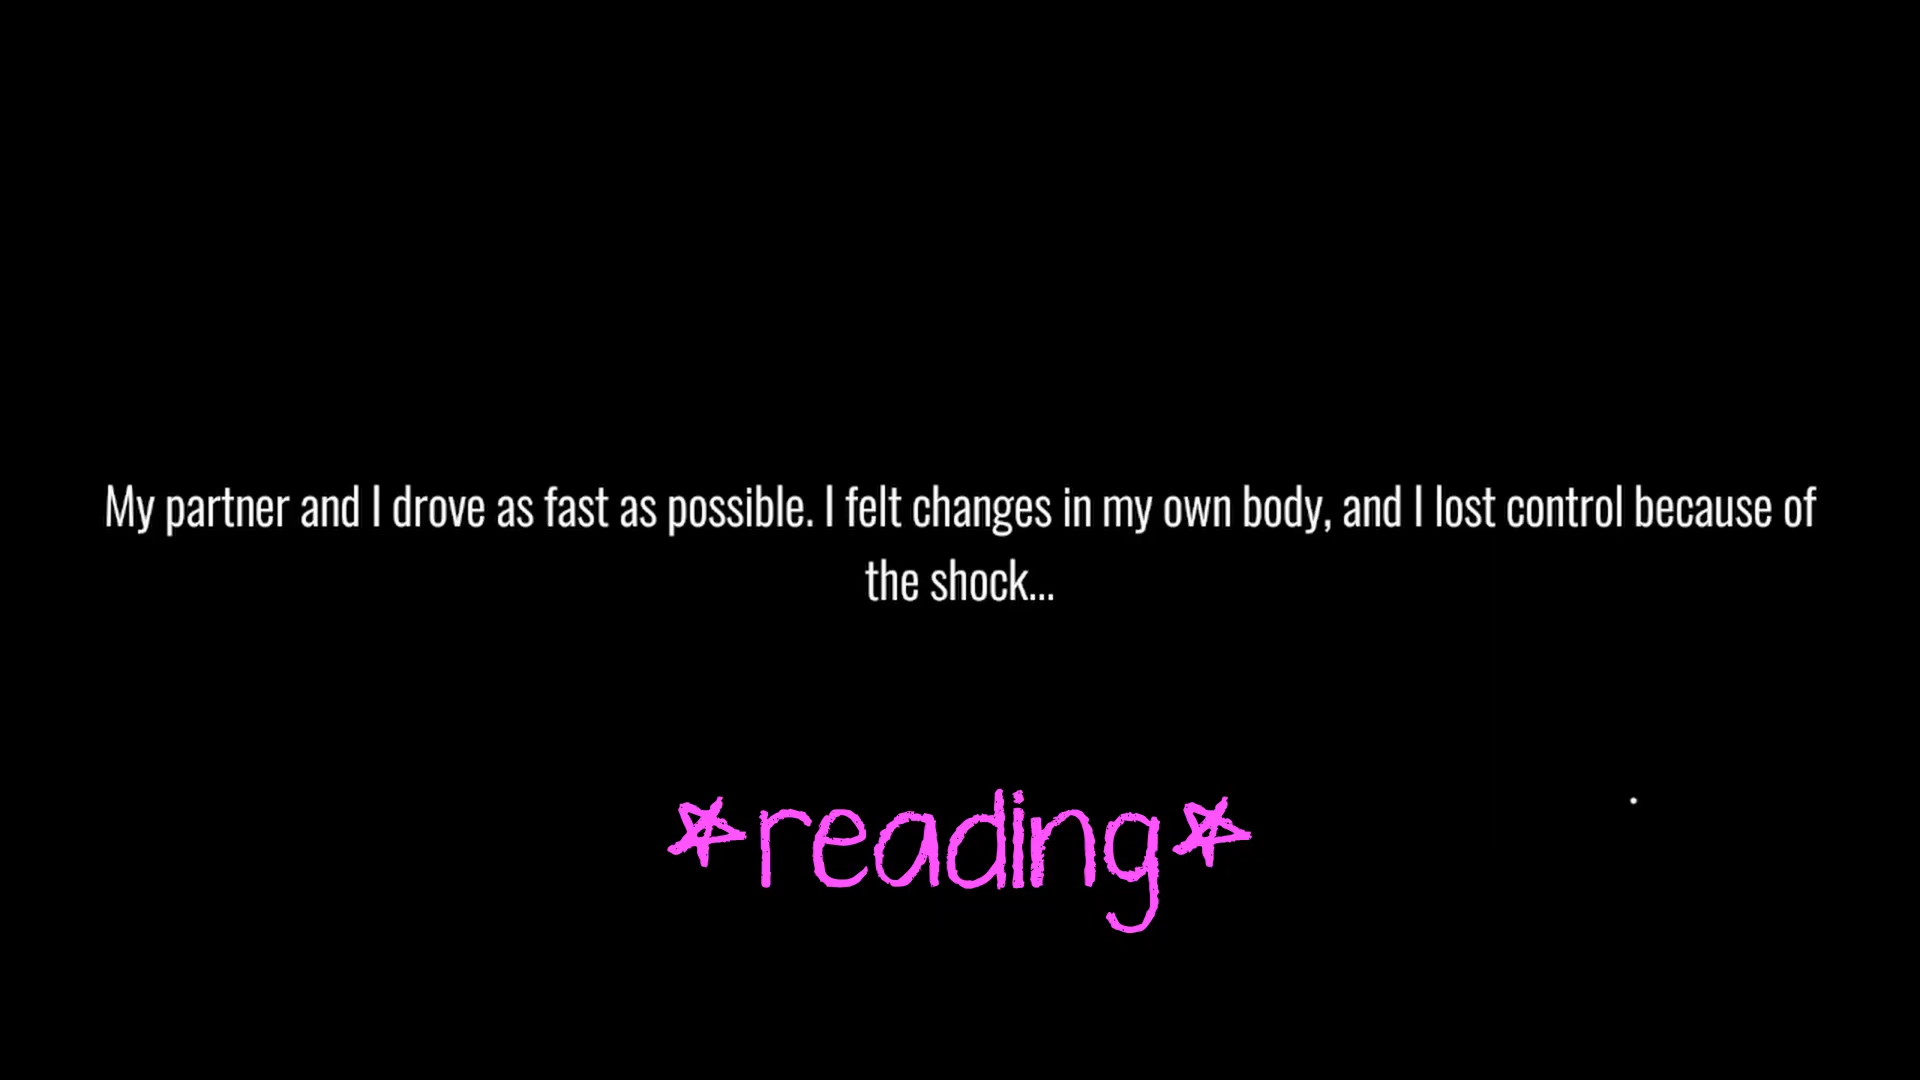 My partner and I drove as fast as possible. I felt changes in my own body, and I lost control because of
the shock...
*reading*